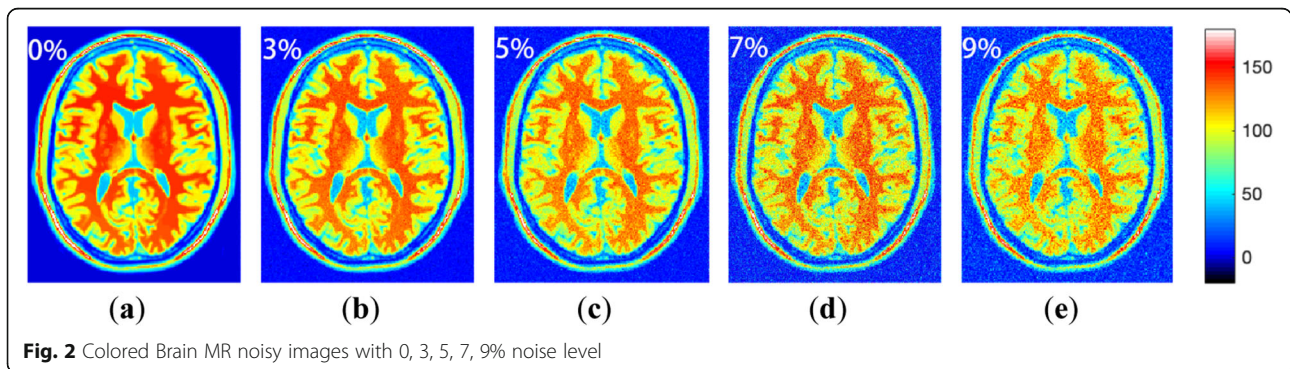 0%
3%
5%
7%
9%
150
100
50
0
(a)
(b)
(c)
(d)
(e)
Fig. 2 Colored Brain MR noisy images with 0, 3, 5, 7, 9% noise level